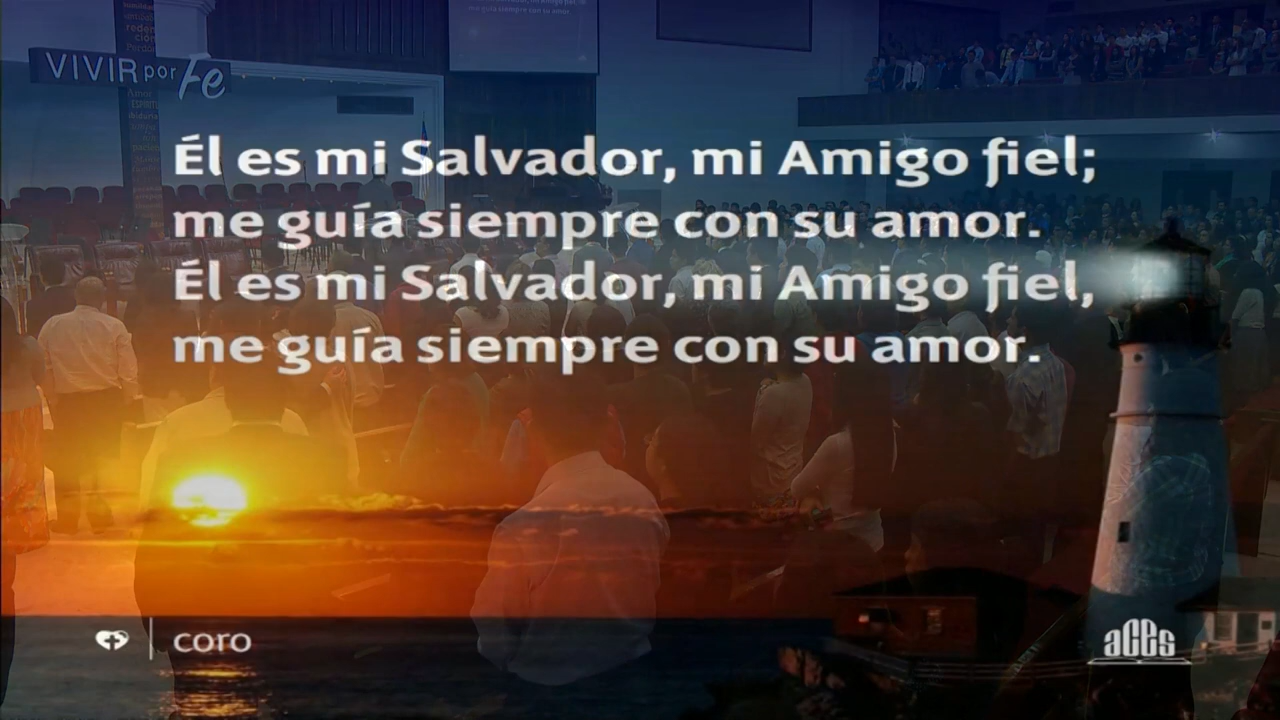 VIVIR por Fe
Él es mi Salvador, mi Amigo fiel;
me guía siempre con su amor.
Él es mi Salvador, mi Amigo fiel,
me guía siempre con su amor.
coro
aces